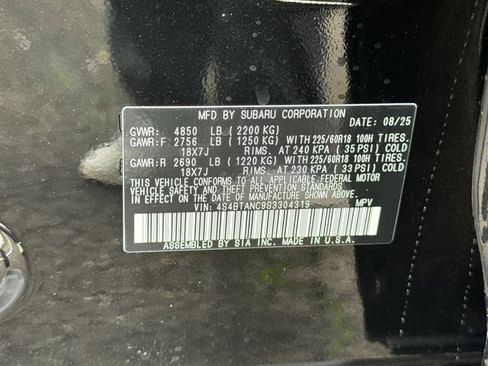 MFD BY SUBARU CORPORATION
DATE: 08/25
GVWR: 4850 LB ( 2200 KG)
GAWR:F 2756 LB ( 1250 KG) WITH 225/60R18 100H TIRES.
18X7J RIMS. AT 240 KPA ( 35 PSI) COLD
GAWR:R 2690 LB ( 1220 KG) WITH 225/60R18 100H TIRES.
18X7J RIMS. AT 230 KPA ( 33 PSI) COLD
THIS VEHICLE CONFORMS TO ALL APPLICABLE FEDERAL MOTOR
VEHICLE SAFETY, BUMPER, AND THEFT PREVENTION STANDARDS
IN EFFECT ON THE DATE OF MANUFACTURE SHOWN ABOVE.
VIN: 4S4BTANC9S3304319 MPV
ASSEMBLED BY SIA INC. IN U.S.A.